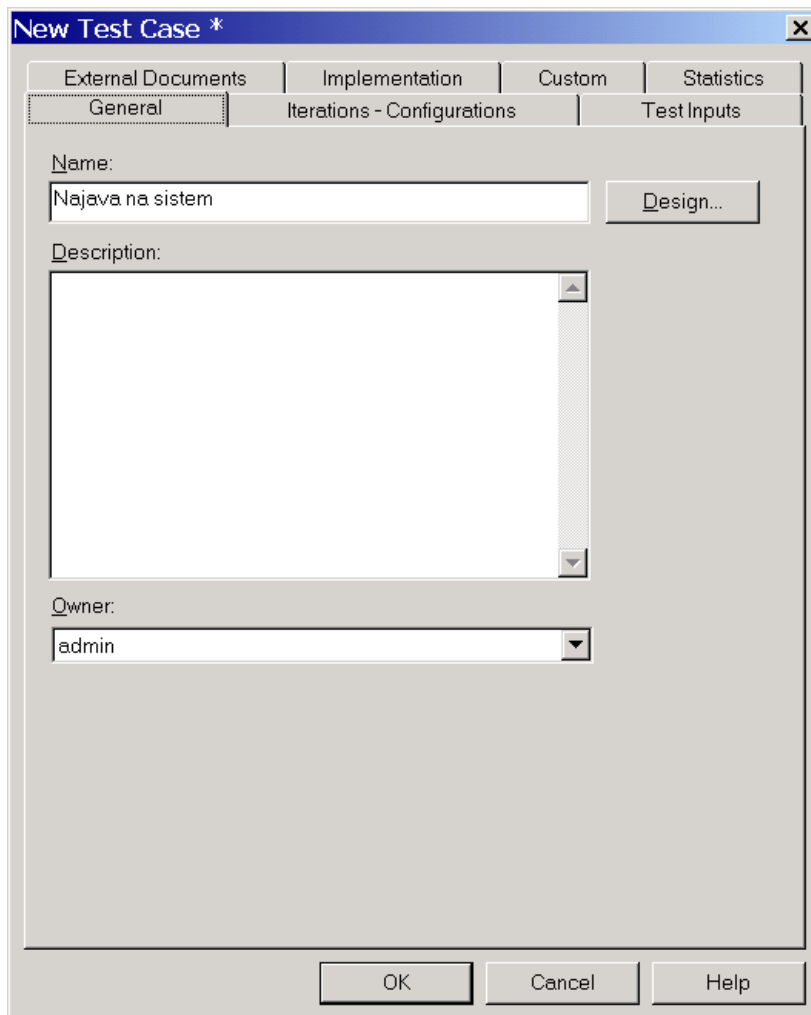 New Test Case *
External Documents Implementation Custom Statistics
General Iterations - Configurations Test Inputs
Name:
Najava na sistem Design...
Description:
Owner:
admin
OK Cancel Help